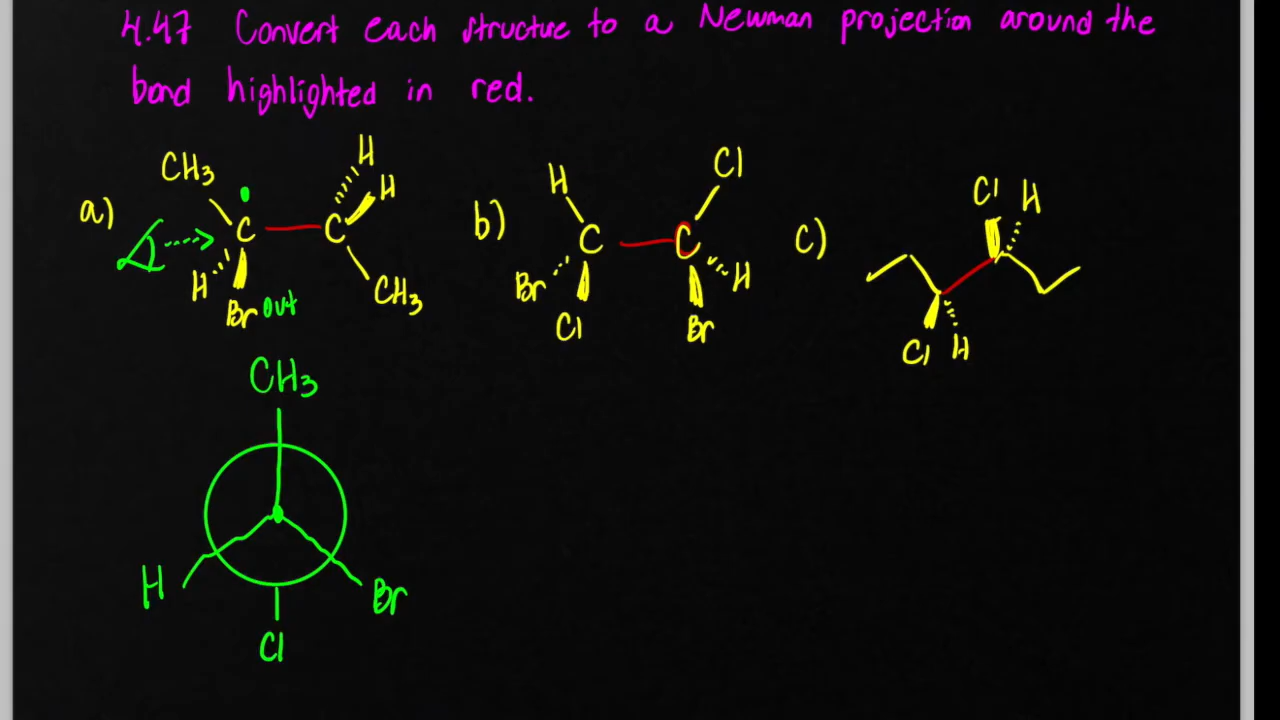 4.47 Convert each structure to a Newman projection around the
bond highlighted in red.
a) CH3 H
H
C C
H Br out CH3
b) H Cl
C C
Br H
Cl Br
c) Cl H
Cl H
CH3
H Br
Cl